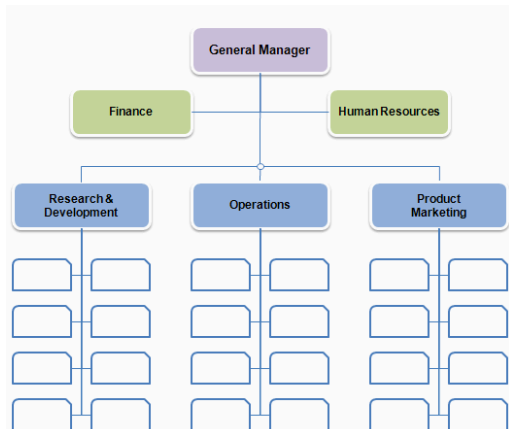 General Manager
Finance
Human Resources
Research &
Development
Operations
Product
Marketing